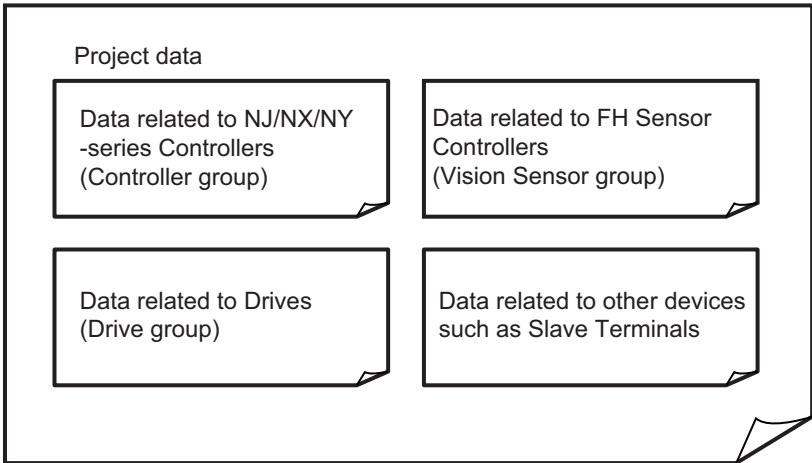 Project data
Data related to NJ/NX/NY
-series Controllers
(Controller group)
Data related to FH Sensor
Controllers
(Vision Sensor group)
Data related to Drives
(Drive group)
Data related to other devices
such as Slave Terminals